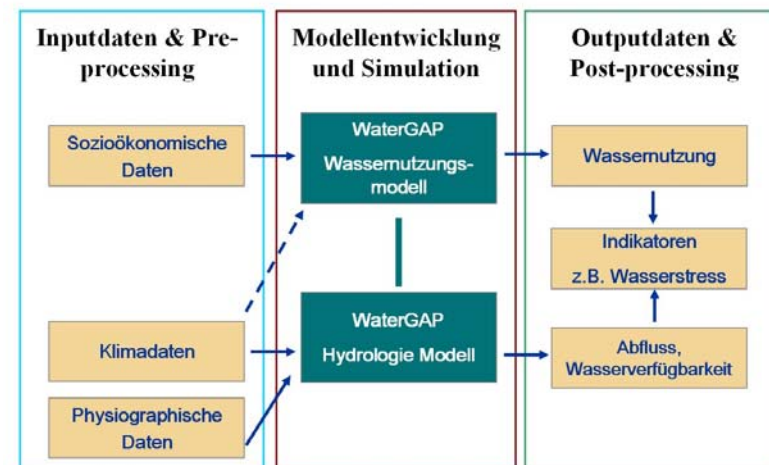 Inputdaten & Pre-
processing
Sozioökonomische
Daten
Klimadaten
Physiographische
Daten
Modellentwicklung
und Simulation
WaterGAP
Wassernutzungs-
modell
WaterGAP
Hydrologie Modell
Outputdaten &
Post-processing
Wassernutzung
Indikatoren
z.B. Wasserstress
Abfluss,
Wasserverfügbarkeit